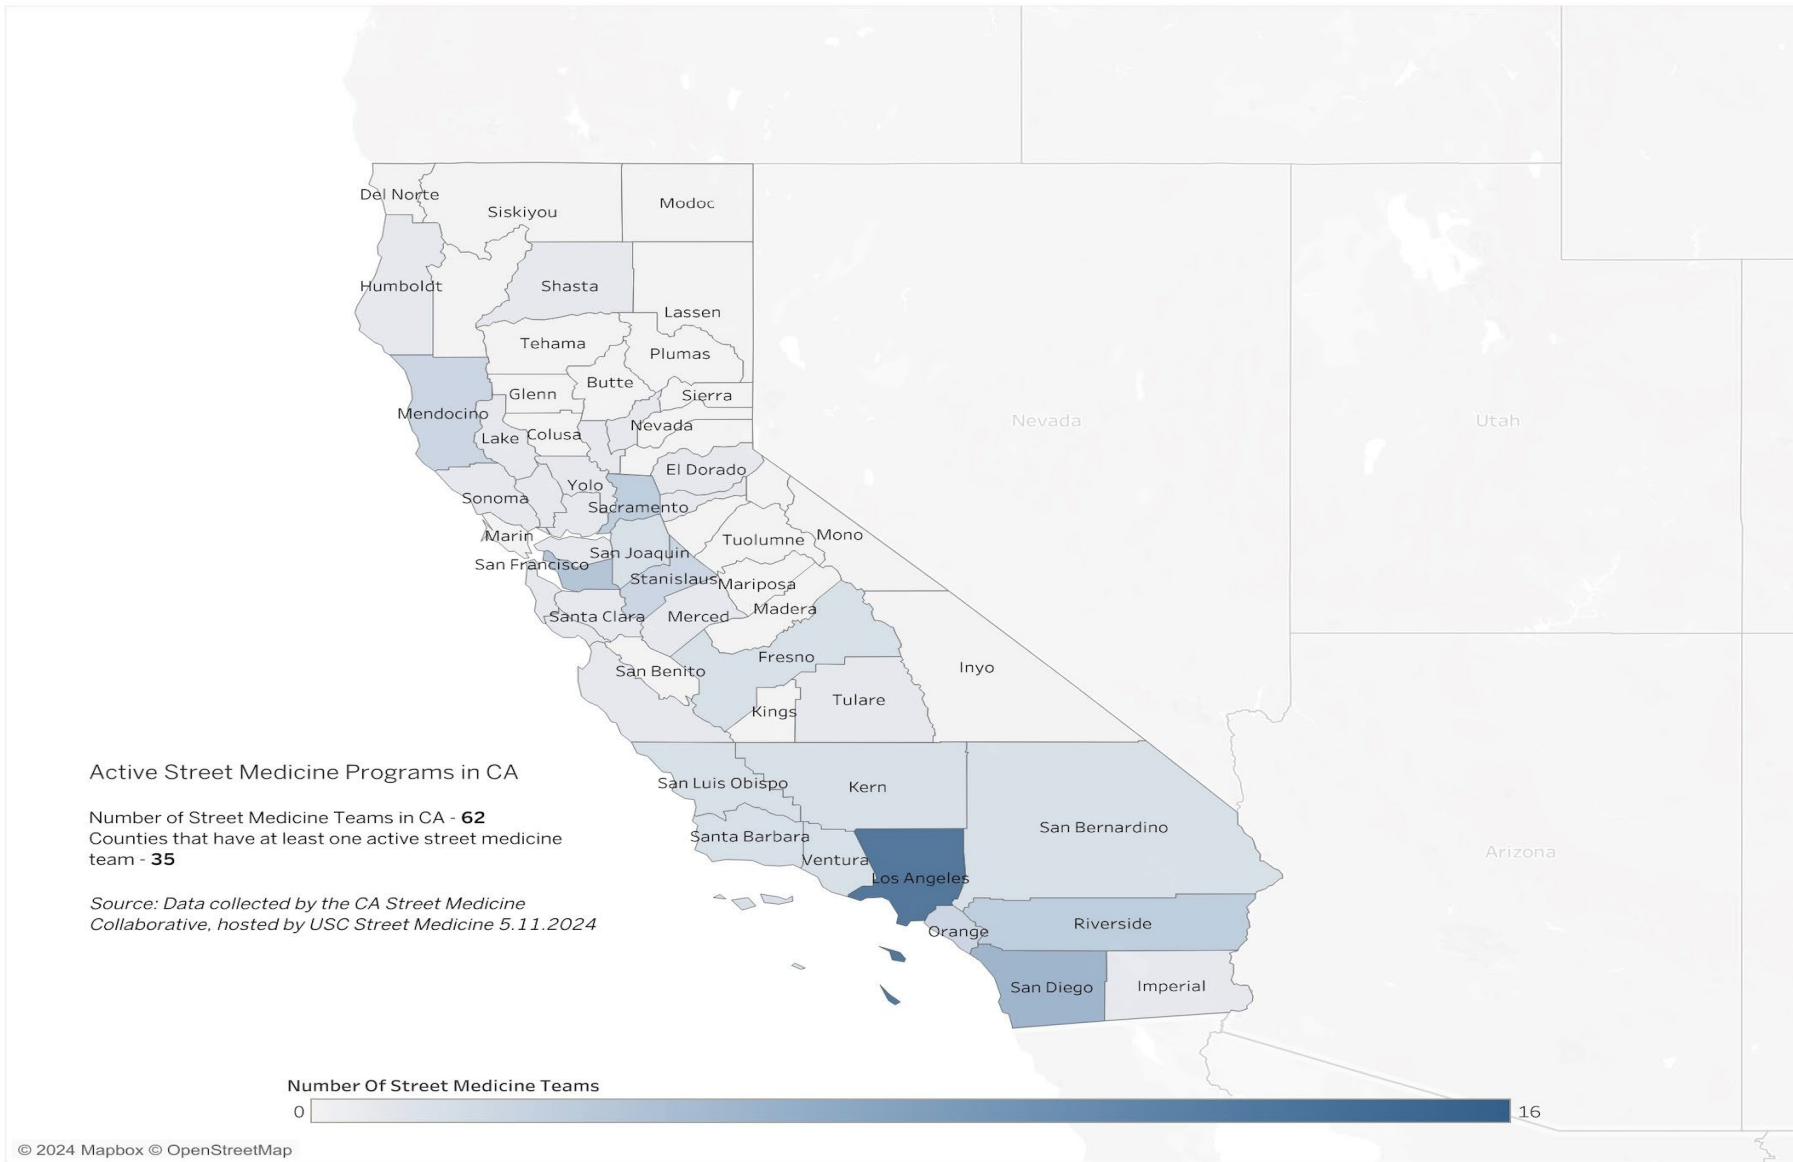 Del Norte
Siskiyou
Modoc
Humboldt
Shasta
Lassen
Tehama
Plumas
Butte
Glenn
Sierra
Mendocino
Nevada
Lake
Colusa
Nevada
Utah
El Dorado
Yolo
Sonoma
Sacramento
Marin
Tuolumne
Mono
San Joaquin
San Francisco
Stanislaus
Mariposa
Madera
Santa Clara
Merced
Fresno
San Benito
Inyo
Tulare
Kings
Active Street Medicine Programs in CA
Number of Street Medicine Teams in CA - 62
Counties that have at least one active street medicine
team - 35
Source: Data collected by the CA Street Medicine
Collaborative, hosted by USC Street Medicine 5.11.2024
San Luis Obispo
Kern
San Bernardino
Santa Barbara
Ventura
Los Angeles
Arizona
Orange
Riverside
San Diego
Imperial
Number Of Street Medicine Teams
0
16
© 2024 Mapbox © OpenStreetMap